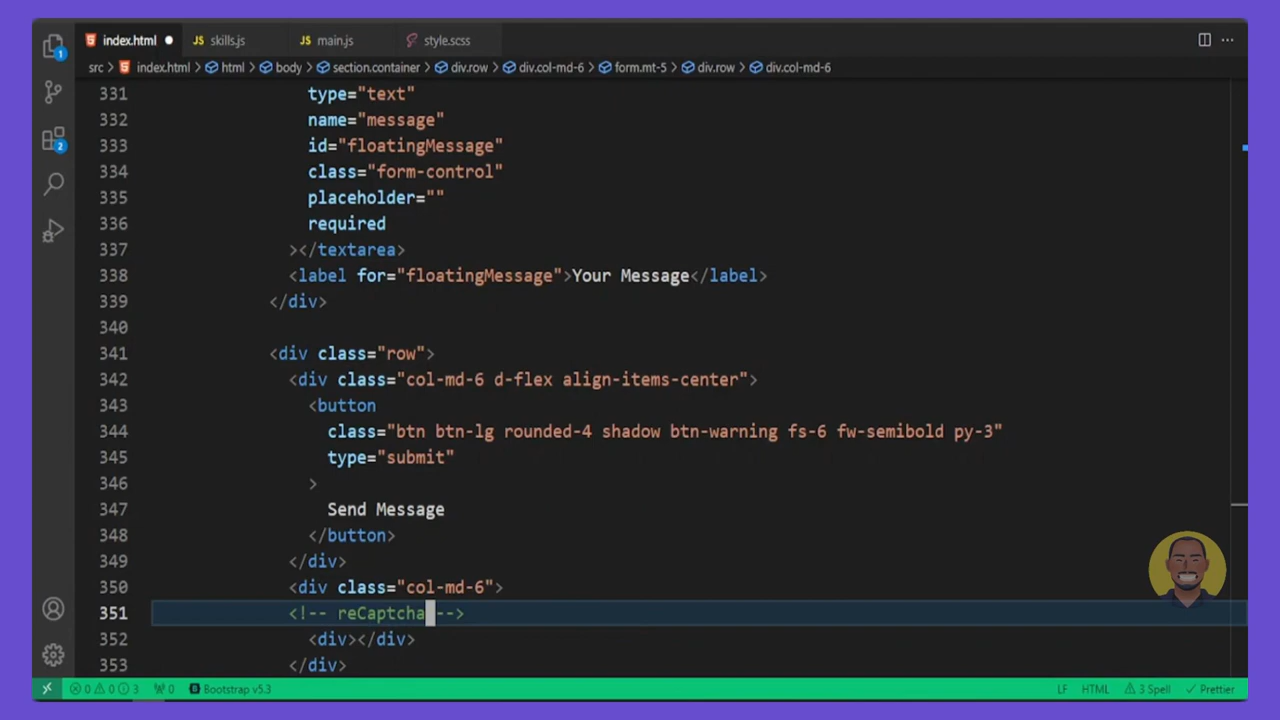 index.html
skills.js
main.js
style.scss
src > index.html > html > body > section.container > div.row > div.col-md-6 > form.mt-5 > div.row > div.col-md-6
1
2
331 type="text"
332 name="message"
333 id="floatingMessage"
334 class="form-control"
335 placeholder=""
336 required
337 ></textarea>
338 <label for="floatingMessage">Your Message</label>
339 </div>
340
341 <div class="row">
342 <div class="col-md-6 d-flex align-items-center">
343 <button
344 class="btn btn-lg rounded-4 shadow btn-warning fs-6 fw-semibold py-3"
345 type="submit"
346 >
347 Send Message
348 </button>
349 </div>
350 <div class="col-md-6">
351 <!-- reCaptcha -->
352 <div></div>
353 </div>
0 0 3 0 Bootstrap v5.3 LF HTML 3 Spell Prettier